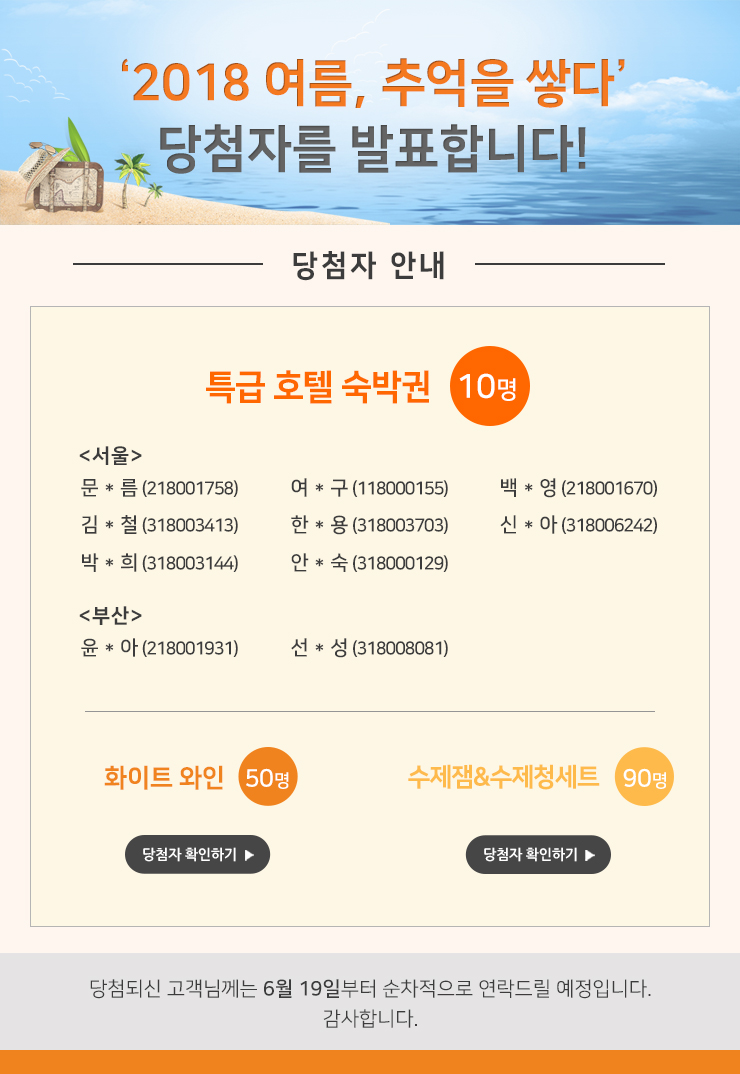 ‘2018 여름, 추억을 쌓다’
당첨자를 발표합니다!
당첨자 안내
특급 호텔 숙박권 10명
<서울>
문 * 름 (218001758) 여 * 구 (118000155) 백 * 영 (218001670)
김 * 철 (318003413) 한 * 용 (318003703) 신 * 아 (318006242)
박 * 희 (318003144) 안 * 숙 (318000129)
<부산>
윤 * 아 (218001931) 선 * 성 (318008081)
화이트 와인 50명 수제잼&수제청세트 90명
당첨자 확인하기 ▶ 당첨자 확인하기 ▶
당첨되신 고객님께는 6월 19일부터 순차적으로 연락드릴 예정입니다.
감사합니다.